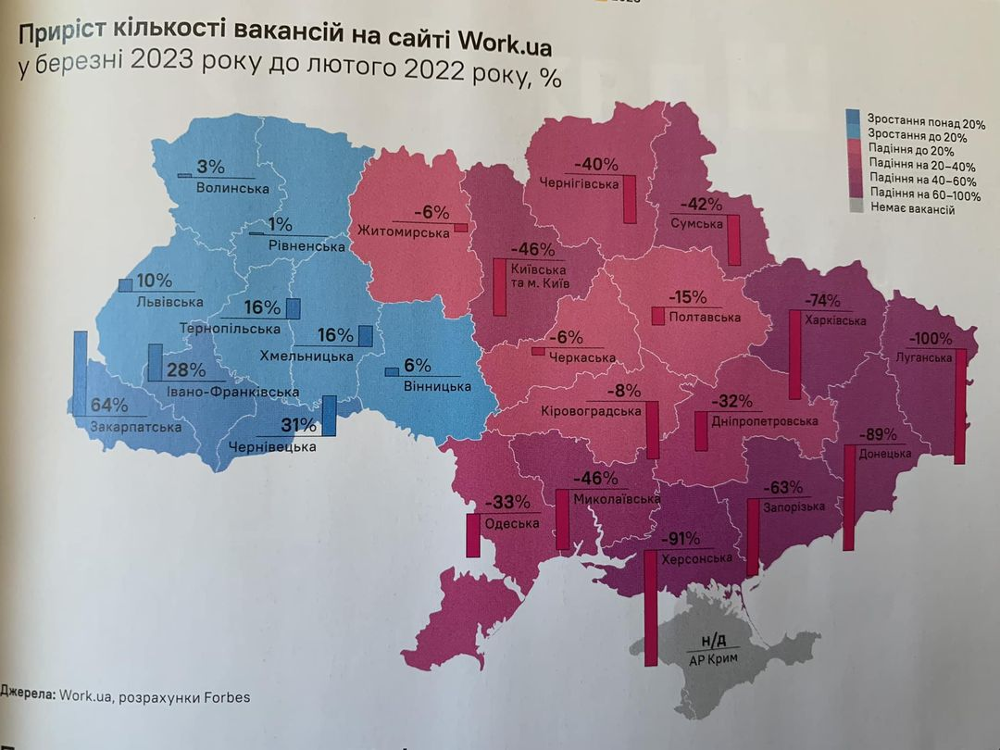 Приріст кількості вакансій на сайті Work.ua
у березні 2023 року до лютого 2022 року, %
Зростання понад 20%
Зростання до 20%
Падіння до 20%
Падіння на 20–40%
Падіння на 40–60%
Падіння на 60–100%
Немає вакансій
3%
Волинська
1%
Рівненська
10%
Львівська
16%
Тернопільська
16%
Хмельницька
28%
Івано-Франківська
64%
Закарпатська
31%
Чернівецька
6%
Вінницька
-6%
Житомирська
-46%
Київська
та м. Київ
-40%
Чернігівська
-42%
Сумська
-15%
Полтавська
-6%
Черкаська
-8%
Кіровоградська
-32%
Дніпропетровська
-74%
Харківська
-100%
Луганська
-89%
Донецька
-63%
Запорізька
-46%
Миколаївська
-33%
Одеська
-91%
Херсонська
н/д
АР Крим
Джерела: Work.ua, розрахунки Forbes